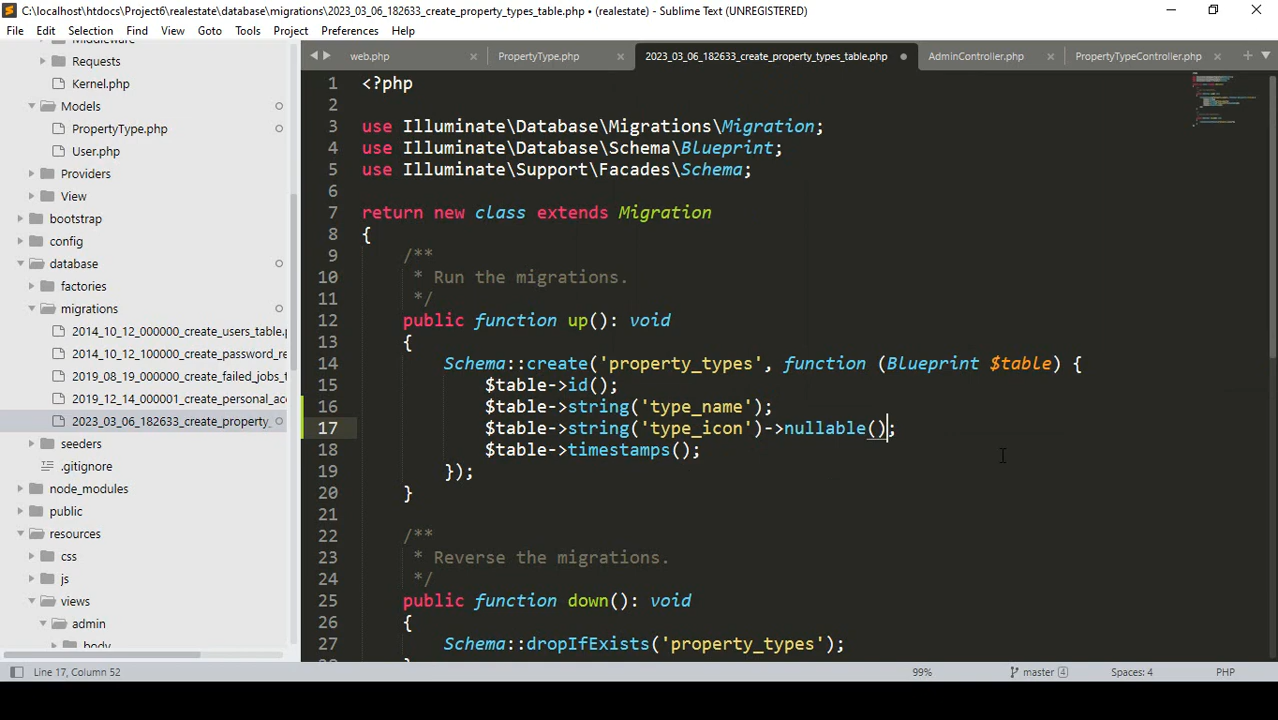 C:\localhost\htdocs\Project6\realestate\database\migrations\2023_03_06_182633_create_property_types_table.php • (realestate) - Sublime Text (UNREGISTERED)
File Edit Selection Find View Goto Tools Project Preferences Help
web.php PropertyType.php 2023_03_06_182633_create_property_types_table.php AdminController.php PropertyTypeController.php
Middleware
Requests
Kernel.php
Models
PropertyType.php
User.php
Providers
View
bootstrap
config
database
factories
migrations
2014_10_12_000000_create_users_table.p
2014_10_12_100000_create_password_re
2019_08_19_000000_create_failed_jobs_t
2019_12_14_000001_create_personal_acc
2023_03_06_182633_create_property_
seeders
.gitignore
node_modules
public
resources
css
js
views
admin
body
1 <?php
2
3 use Illuminate\Database\Migrations\Migration;
4 use Illuminate\Database\Schema\Blueprint;
5 use Illuminate\Support\Facades\Schema;
6
7 return new class extends Migration
8 {
9 /**
10 * Run the migrations.
11 */
12 public function up(): void
13 {
14 Schema::create('property_types', function (Blueprint $table) {
15 $table->id();
16 $table->string('type_name');
17 $table->string('type_icon')->nullable();
18 $table->timestamps();
19 });
20 }
21
22 /**
23 * Reverse the migrations.
24 */
25 public function down(): void
26 {
27 Schema::dropIfExists('property_types');
28 }
Line 17, Column 52 99% master 4 Spaces: 4 PHP